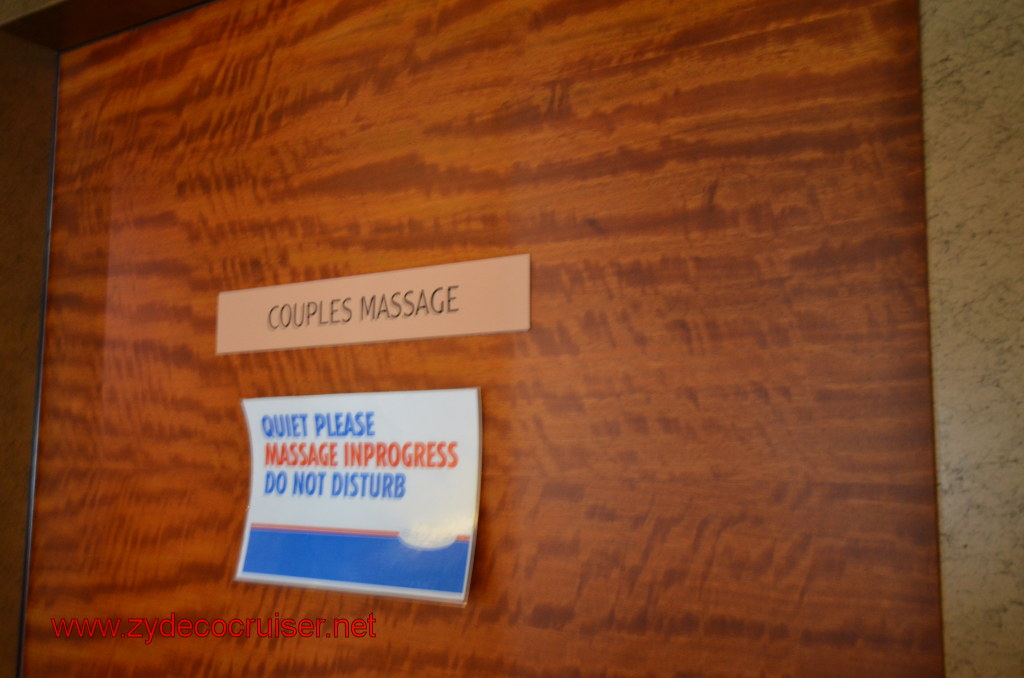 COUPLES MASSAGE
QUIET PLEASE
MASSAGE INPROGRESS
DO NOT DISTURB
www.zydecocruiser.net